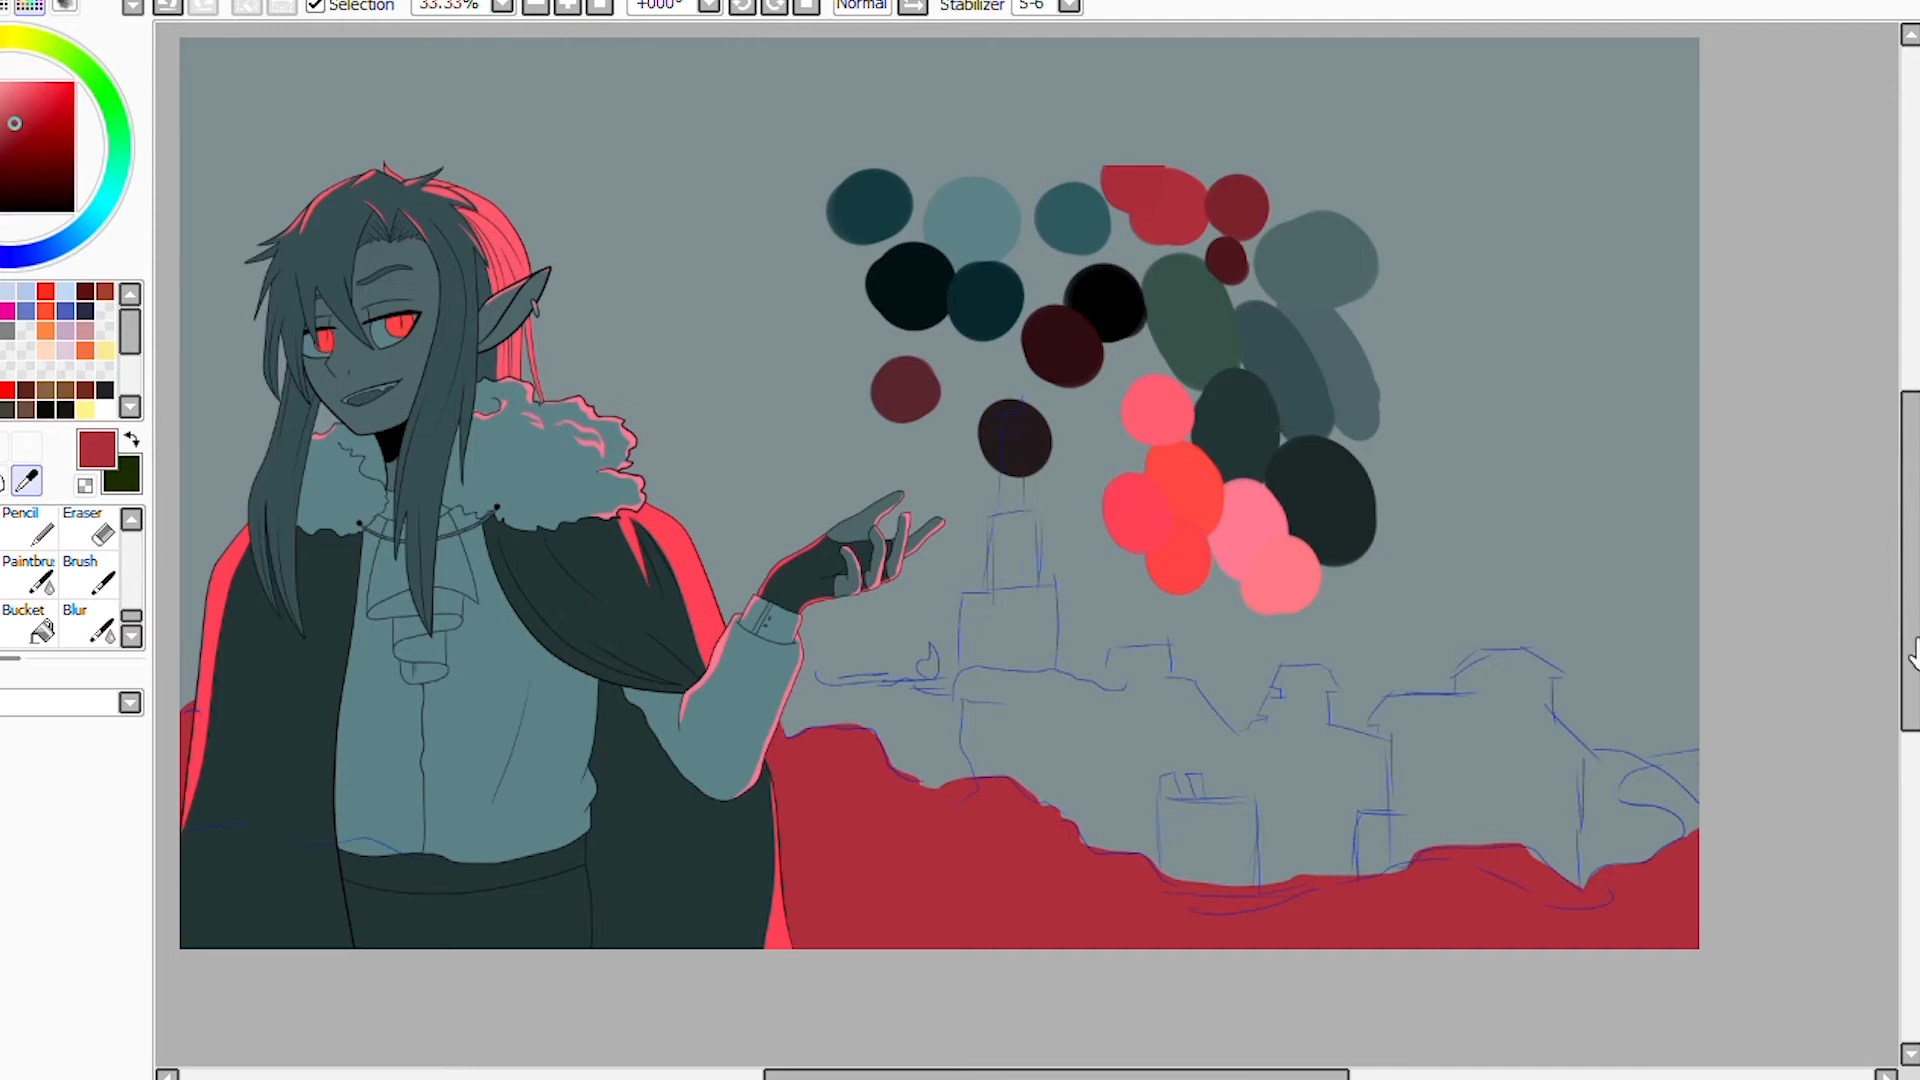 Selection 33.33% +000° Normal Stabilizer S-6
Pencil Eraser
Paintbru Brush
Bucket Blur